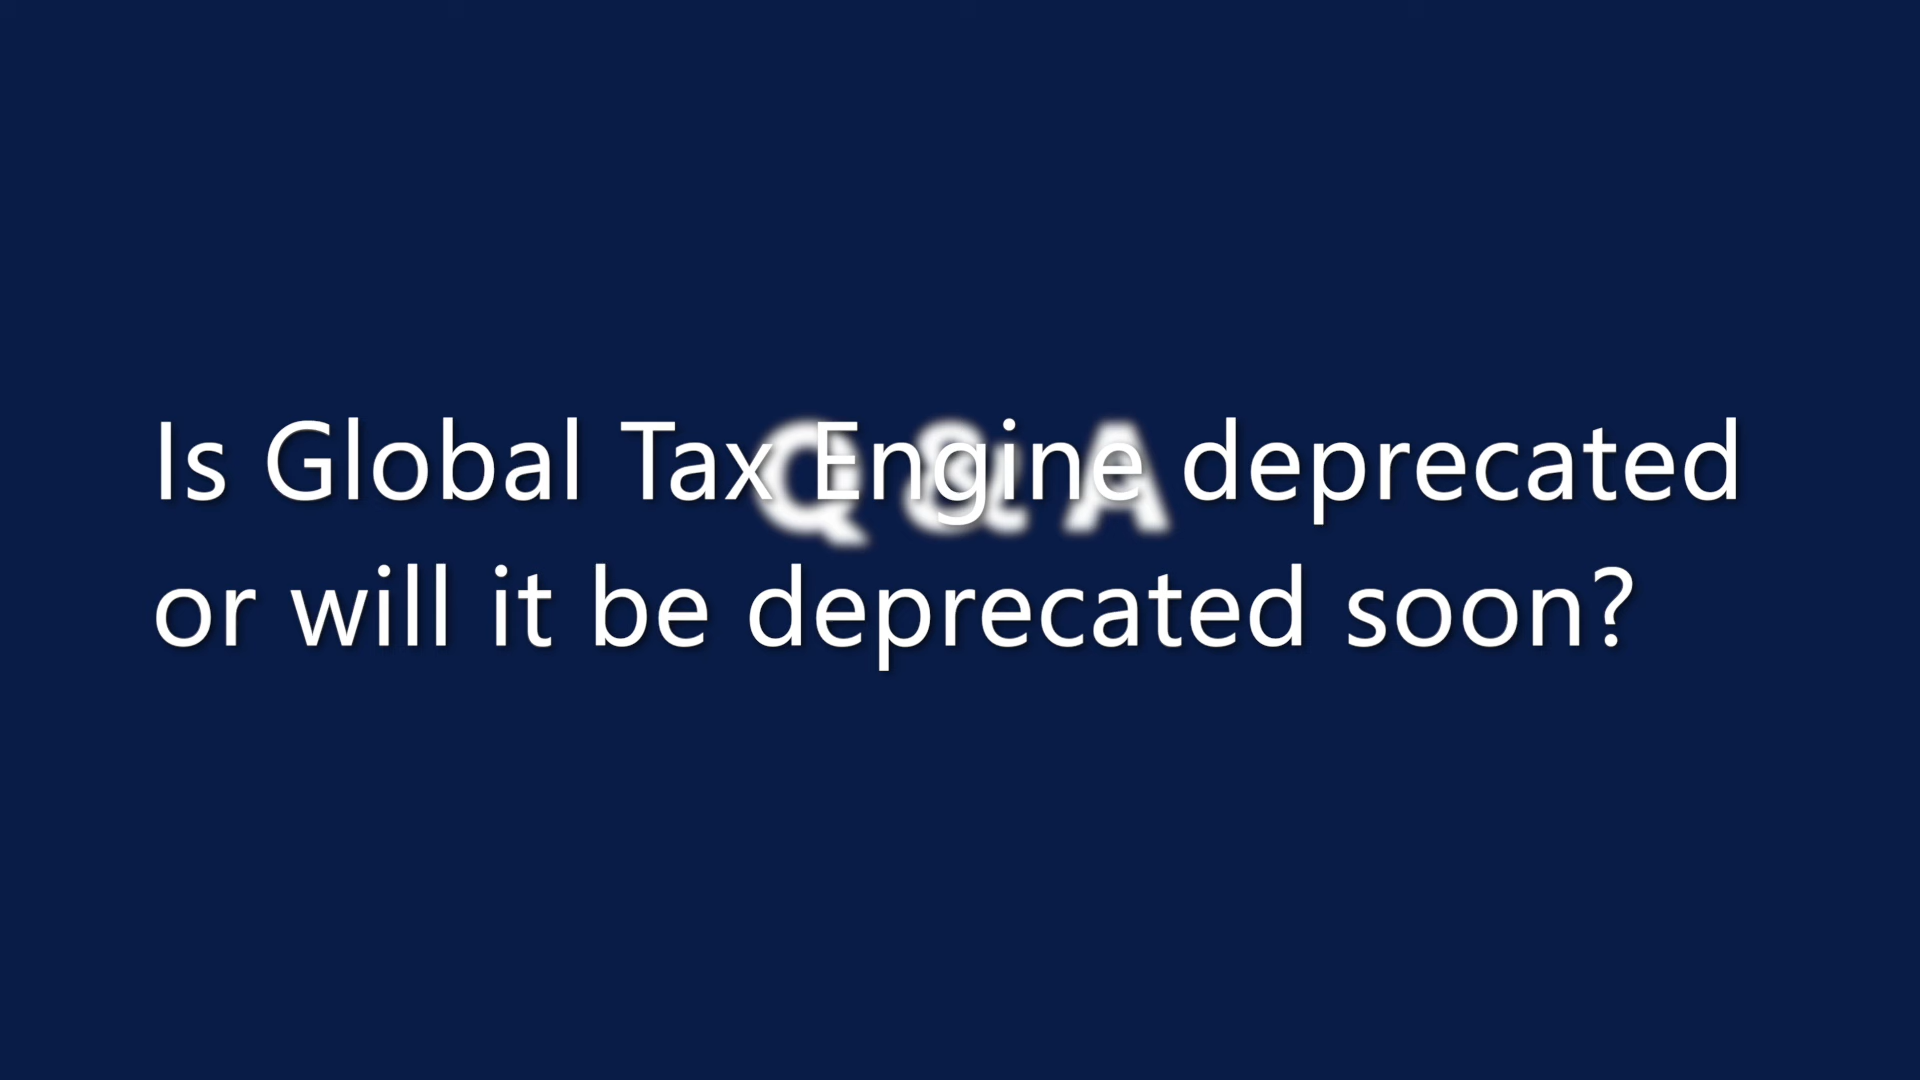 Is Global Tax Engine deprecated
or will it be deprecated soon?
Q & A